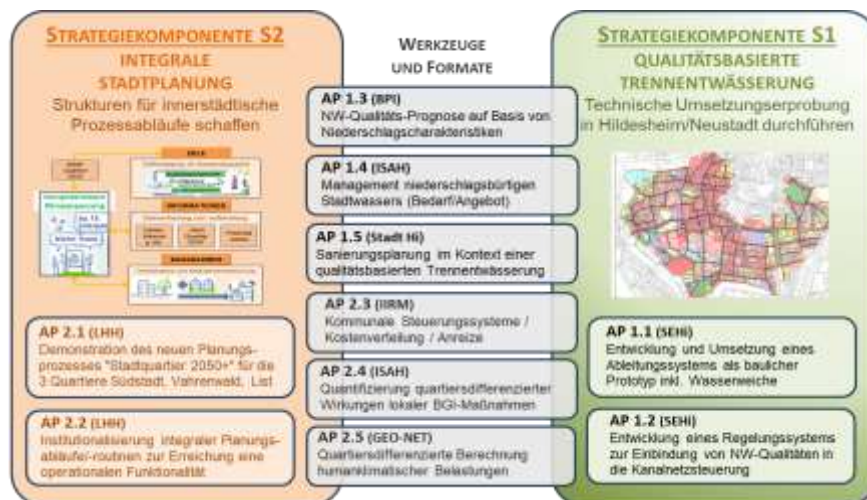 STRATEGIEKOMPONENTE S2
INTEGRALE
STADTPLANUNG
Strukturen für innerstädtische
Prozessabläufe schaffen
AP 2.1 (LHH)
Demonstration des neuen Planungs-
prozesses "Stadtquartier 2050+" für die
3 Quartiere Südstadt, Vahrenwald, List
AP 2.2 (LHH)
Institutionalisierung integraler Planungs-
abläufe/-routinen zur Erreichung eine
operationalen Funktionalität
WERKZEUGE
UND FORMATE
AP 1.3 (BPI)
NW-Qualitäts-Prognose auf Basis von
Niederschlagscharakteristiken
AP 1.4 (ISAH)
Management niederschlagsbürtigen
Stadtwassers (Bedarf/Angebot)
AP 1.5 (Stadt Hi)
Sanierungsplanung im Kontext einer
qualitätsbasierten Trennentwässerung
AP 2.3 (IIRM)
Kommunale Steuerungssysteme /
Kostenverteilung / Anreize
AP 2.4 (ISAH)
Quantifizierung quartiersdifferenzierter
Wirkungen lokaler BGI-Maßnahmen
AP 2.5 (GEO-NET)
Quartiersdifferenzierte Berechnung
humanklimatischer Belastungen
STRATEGIEKOMPONENTE S1
QUALITÄTSBASIERTE
TRENNENTWÄSSERUNG
Technische Umsetzungserprobung
in Hildesheim/Neustadt durchführen
AP 1.1 (SEHi)
Entwicklung und Umsetzung eines
Ableitungssystems als baulicher
Prototyp inkl. Wasserweiche
AP 1.2 (SEHi)
Entwicklung eines Regelungssystems
zur Einbindung von NW-Qualitäten in
die Kanalnetzsteuerung